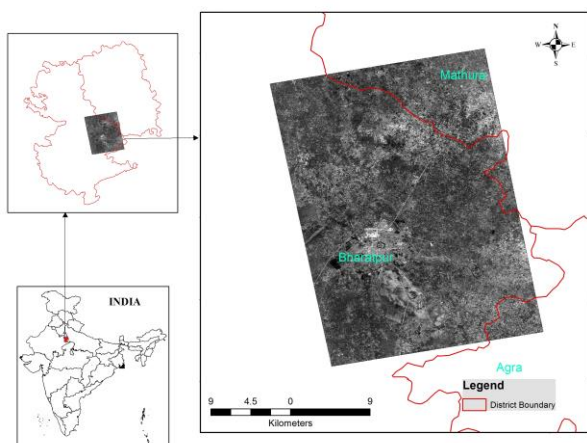 INDIA
N
W E
S
Mathura
Bharatpur
Agra
Legend
District Boundary
9 4.5 0 9
Kilometers